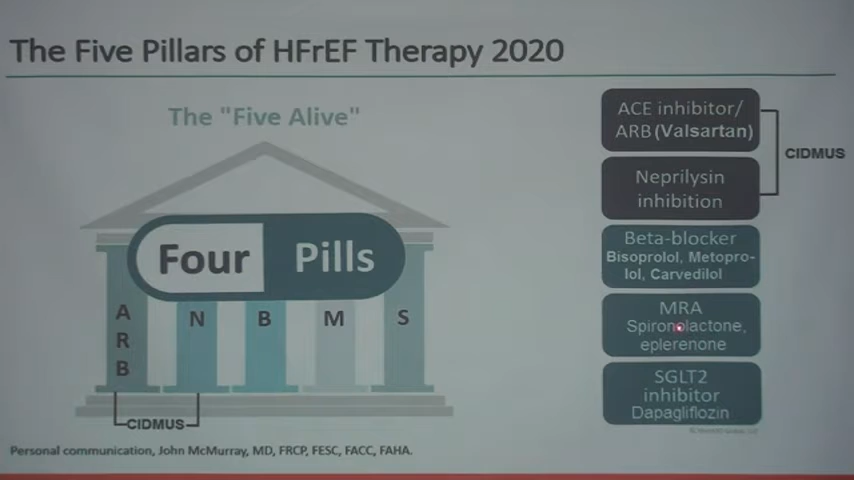 The Five Pillars of HFrEF Therapy 2020
The "Five Alive"
Four Pills
ARB
N
B
M
S
CIDMUS
ACE inhibitor/
ARB (Valsartan)
Neprilysin
inhibition
CIDMUS
Beta-blocker
Bisoprolol, Metopro-
lol, Carvedilol
MRA
Spironolactone,
eplerenone
SGLT2
inhibitor
Dapagliflozin
Personal communication, John McMurray, MD, FRCP, FESC, FACC, FAHA.